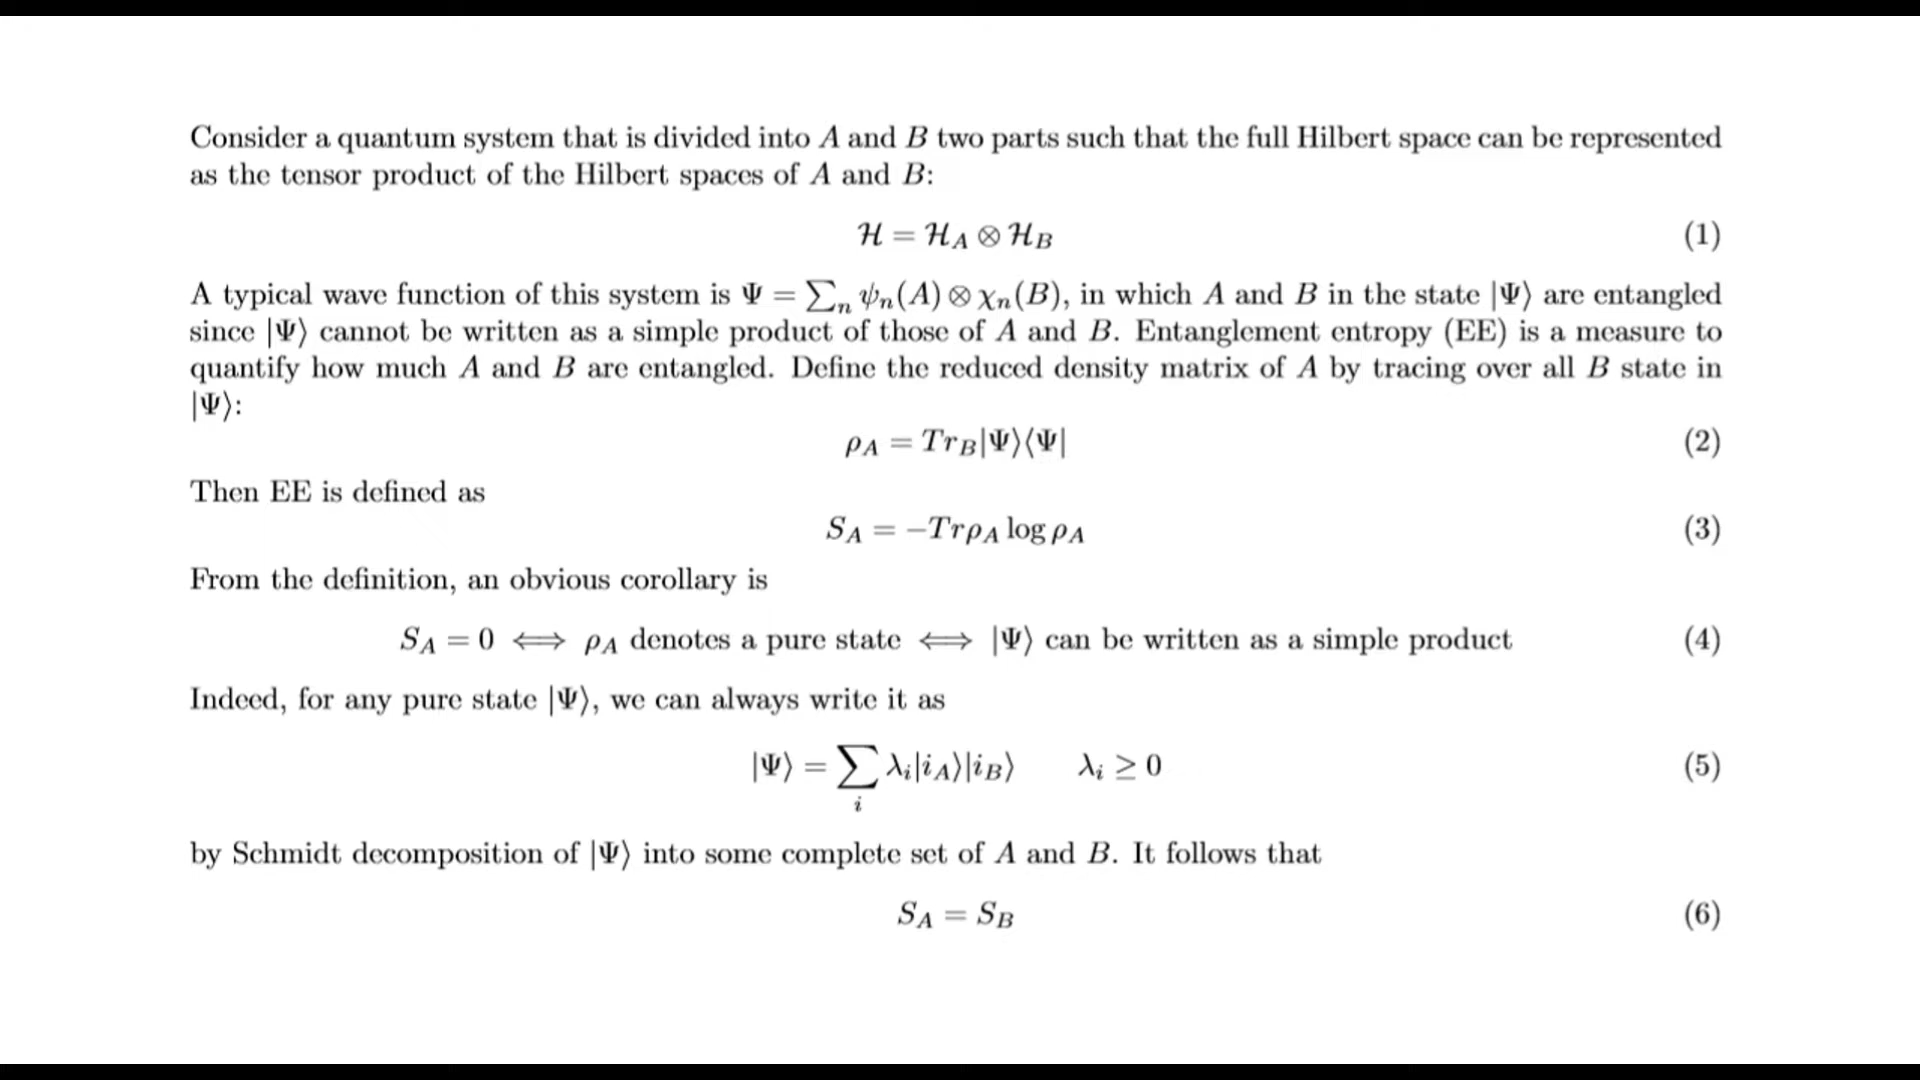 Consider a quantum system that is divided into A and B two parts such that the full Hilbert space can be represented
as the tensor product of the Hilbert spaces of A and B:
ℋ = ℋ_A ⊗ ℋ_B (1)
A typical wave function of this system is Ψ = ∑_n ψ_n(A) ⊗ χ_n(B), in which A and B in the state |Ψ⟩ are entangled
since |Ψ⟩ cannot be written as a simple product of those of A and B. Entanglement entropy (EE) is a measure to
quantify how much A and B are entangled. Define the reduced density matrix of A by tracing over all B state in
|Ψ⟩:
ρ_A = Tr_B|Ψ⟩⟨Ψ| (2)
Then EE is defined as
S_A = −Trρ_A log ρ_A (3)
From the definition, an obvious corollary is
S_A = 0 ⟺ ρ_A denotes a pure state ⟺ |Ψ⟩ can be written as a simple product (4)
Indeed, for any pure state |Ψ⟩, we can always write it as
|Ψ⟩ = ∑_i λ_i|i_A⟩|i_B⟩ λ_i ≥ 0 (5)
by Schmidt decomposition of |Ψ⟩ into some complete set of A and B. It follows that
S_A = S_B (6)